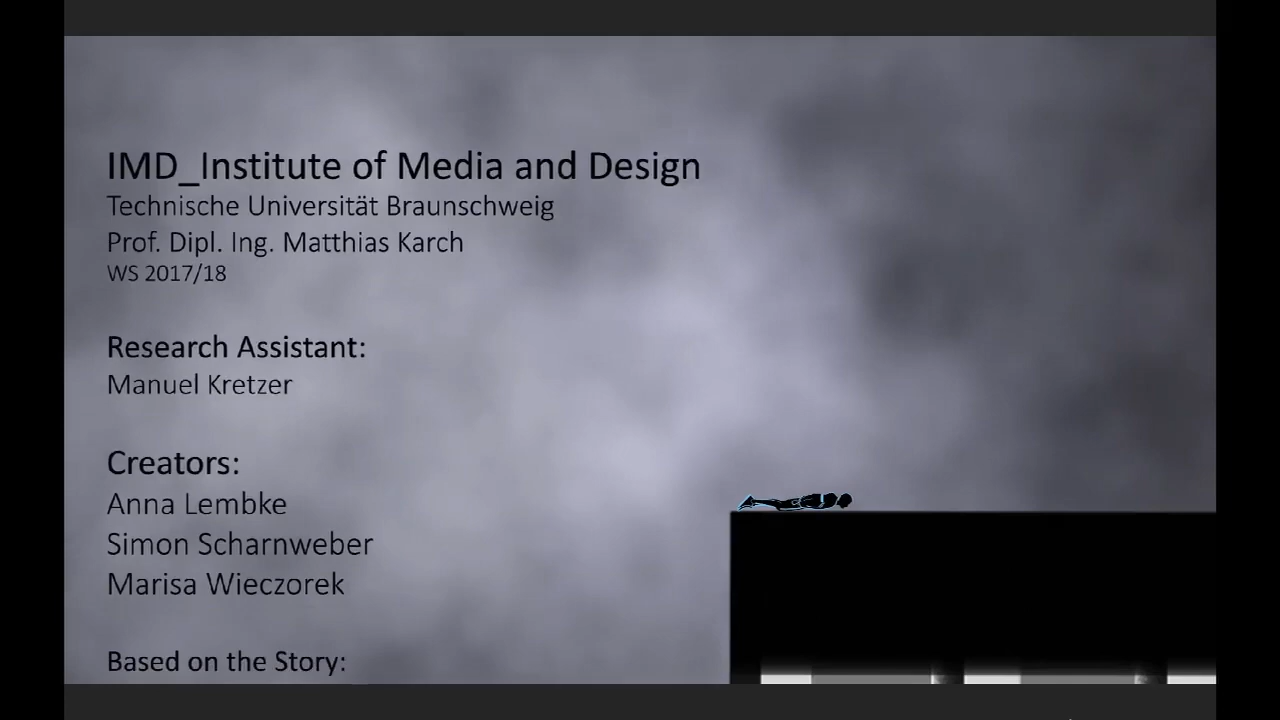 IMD_Institute of Media and Design
Technische Universität Braunschweig
Prof. Dipl. Ing. Matthias Karch
WS 2017/18
Research Assistant:
Manuel Kretzer
Creators:
Anna Lembke
Simon Scharnweber
Marisa Wieczorek
Based on the Story: